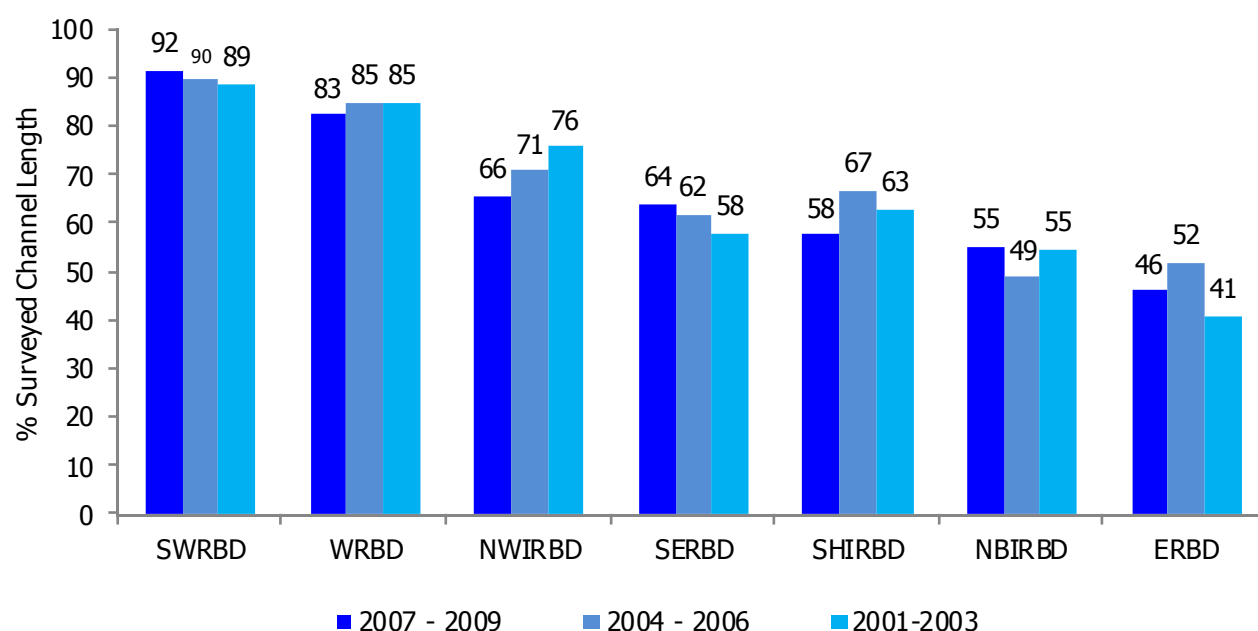 % Surveyed Channel Length
100
90
80
70
60
50
40
30
20
10
0
92 90 89
83 85 85
66 71 76
64 62 58
58 67 63
55 49 55
46 52 41
SWRBD WRBD NWIRBD SERBD SHIRBD NBIRBD ERBD
2007 - 2009 2004 - 2006 2001-2003